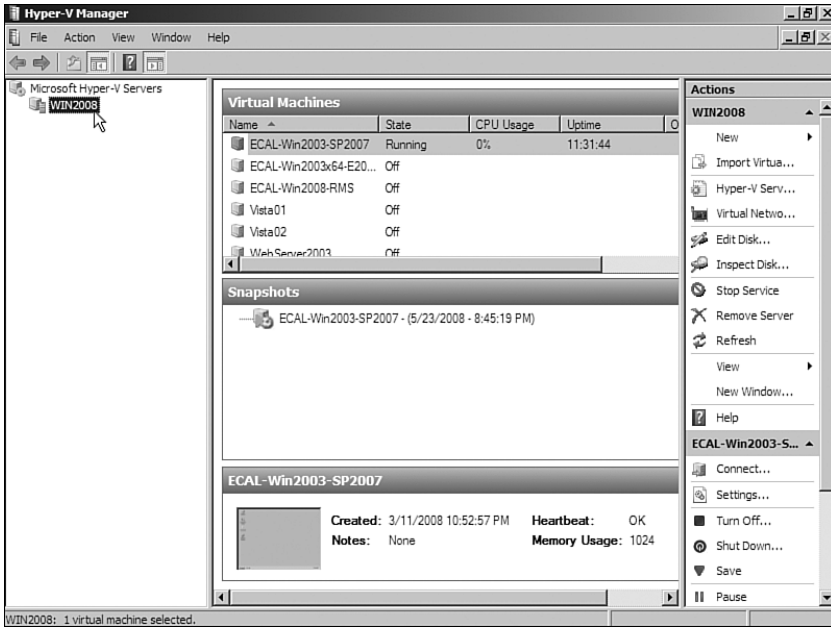 Hyper-V Manager
File Action View Window Help
Microsoft Hyper-V Servers
WIN2008
Virtual Machines
Name State CPU Usage Uptime O
ECAL-Win2003-SP2007 Running 0% 11:31:44
ECAL-Win2003x64-E20... Off
ECAL-Win2008-RMS Off
Vista01 Off
Vista02 Off
WebServer2003 Off
Snapshots
ECAL-Win2003-SP2007 - (5/23/2008 - 8:45:19 PM)
ECAL-Win2003-SP2007
Created: 3/11/2008 10:52:57 PM Heartbeat: OK
Notes: None Memory Usage: 1024
Actions
WIN2008
New
Import Virtua...
Hyper-V Serv...
Virtual Netwo...
Edit Disk...
Inspect Disk...
Stop Service
Remove Server
Refresh
View
New Window...
Help
ECAL-Win2003-S...
Connect...
Settings...
Turn Off...
Shut Down...
Save
Pause
WIN2008: 1 virtual machine selected.